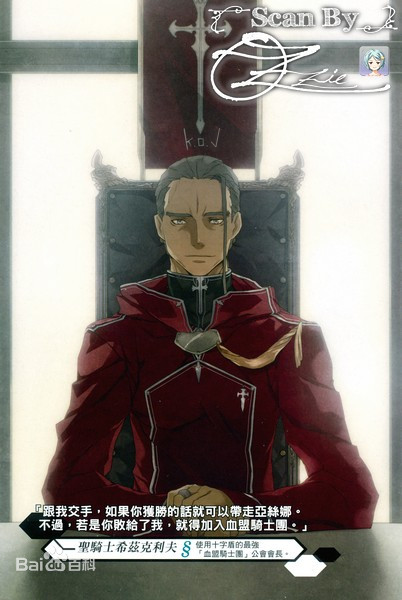 Scan By
Ozzie
K.O.J
『跟我交手，如果你獲勝的話就可以帶走亞絲娜。
不過，若是你敗給了我，就得加入血盟騎士團。』
聖騎士希茲克利夫
§
使用十字盾的最強
「血盟騎士團」公會會長。
Bai百科